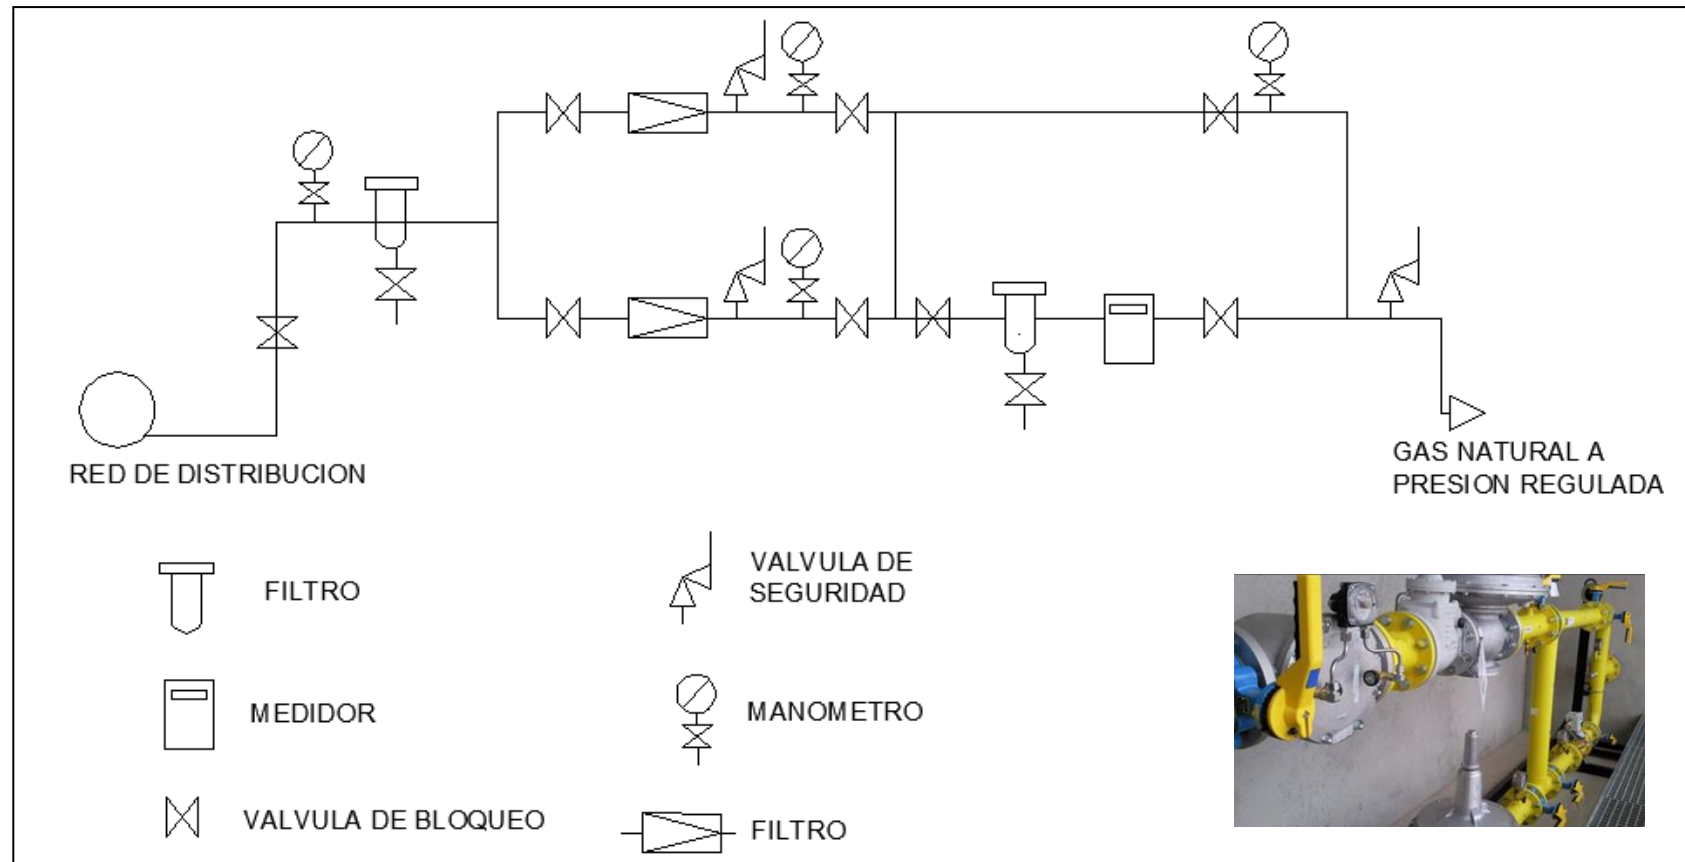 RED DE DISTRIBUCION
GAS NATURAL A
PRESION REGULADA
FILTRO
VALVULA DE
SEGURIDAD
MEDIDOR
MANOMETRO
VALVULA DE BLOQUEO
FILTRO